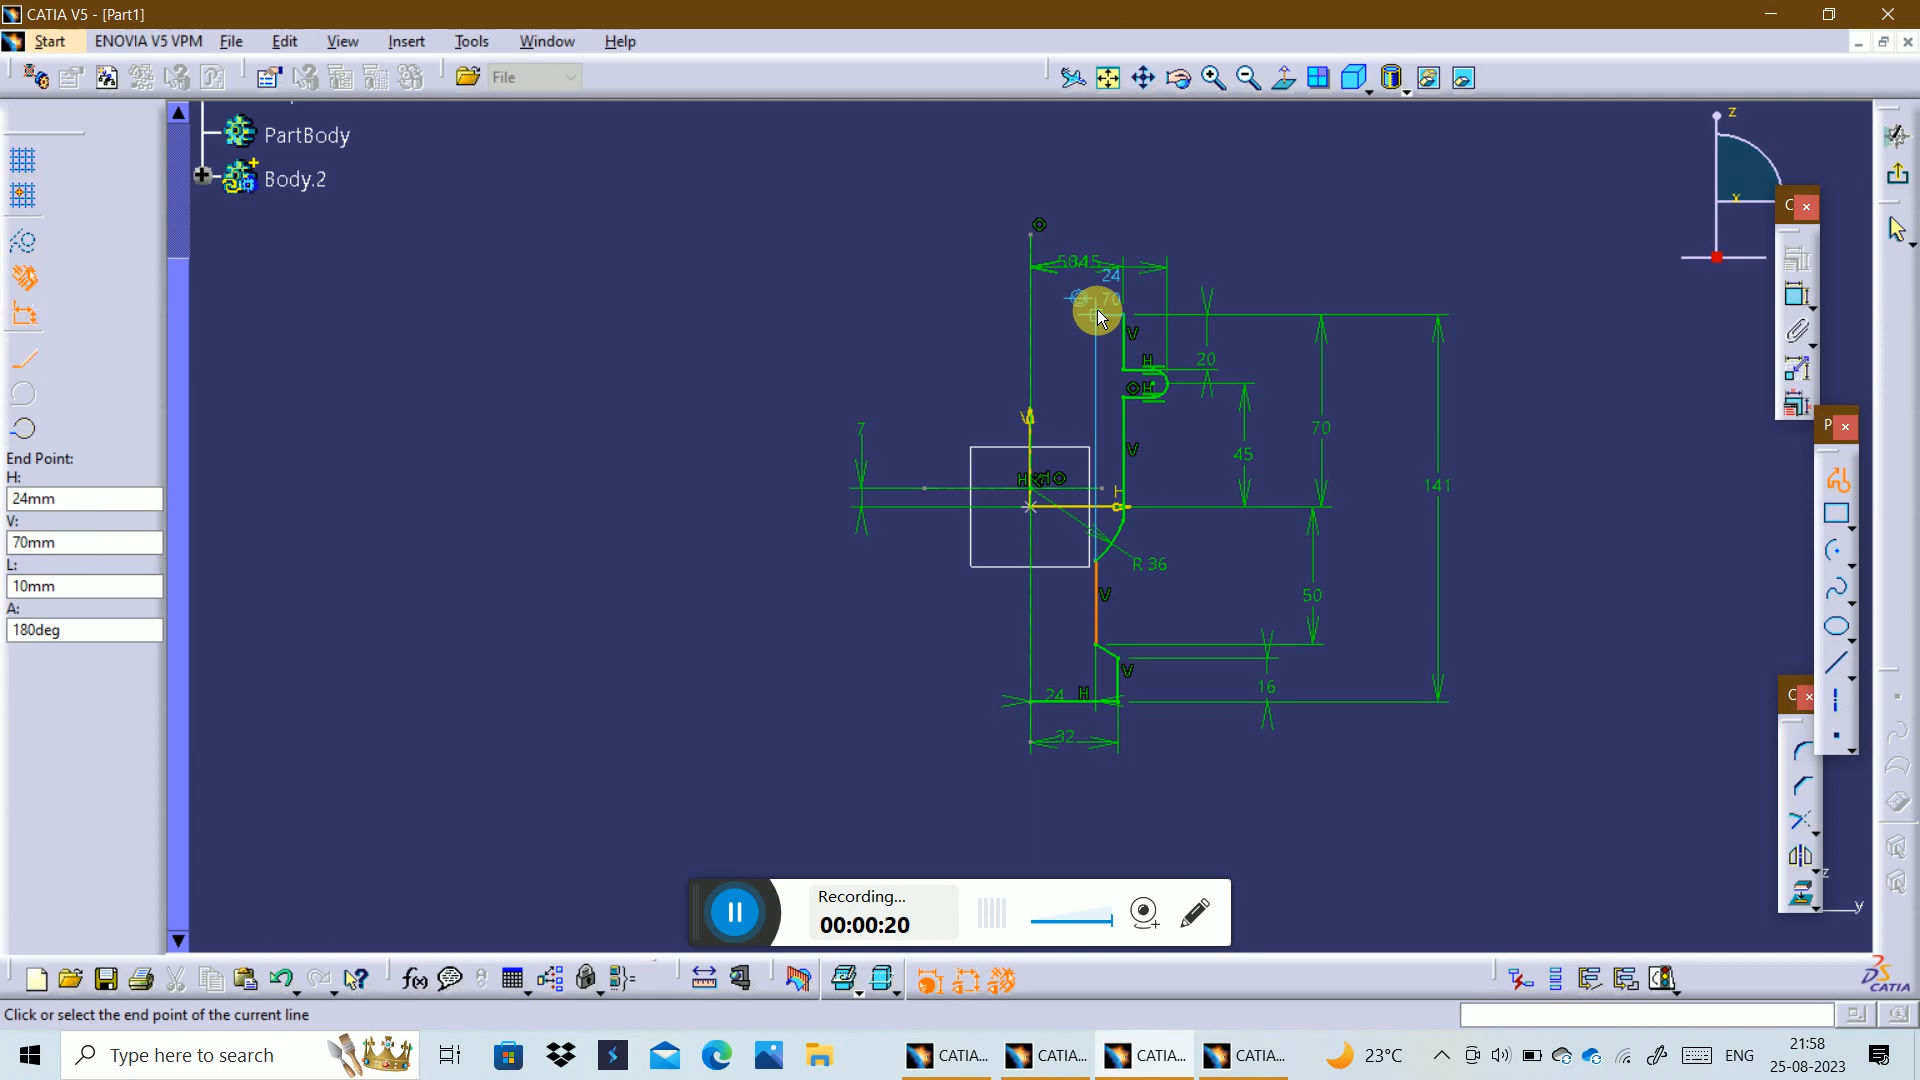 CATIA V5 - [Part1]
Start ENOVIA V5 VPM File Edit View Insert Tools Window Help
File
PartBody
Body.2
z
x
C
P
C
24
70
V
H
20
H
V
7
45
70
141
V
H
H
R 36
V
50
V
24 H
16
32
End Point:
H:
24mm
V:
70mm
L:
10mm
A:
180deg
z
y
Recording...
00:00:20
f(x)
CATIA
Click or select the end point of the current line
Type here to search
CATIA... CATIA... CATIA... CATIA...
23°C
ENG
21:58
25-08-2023